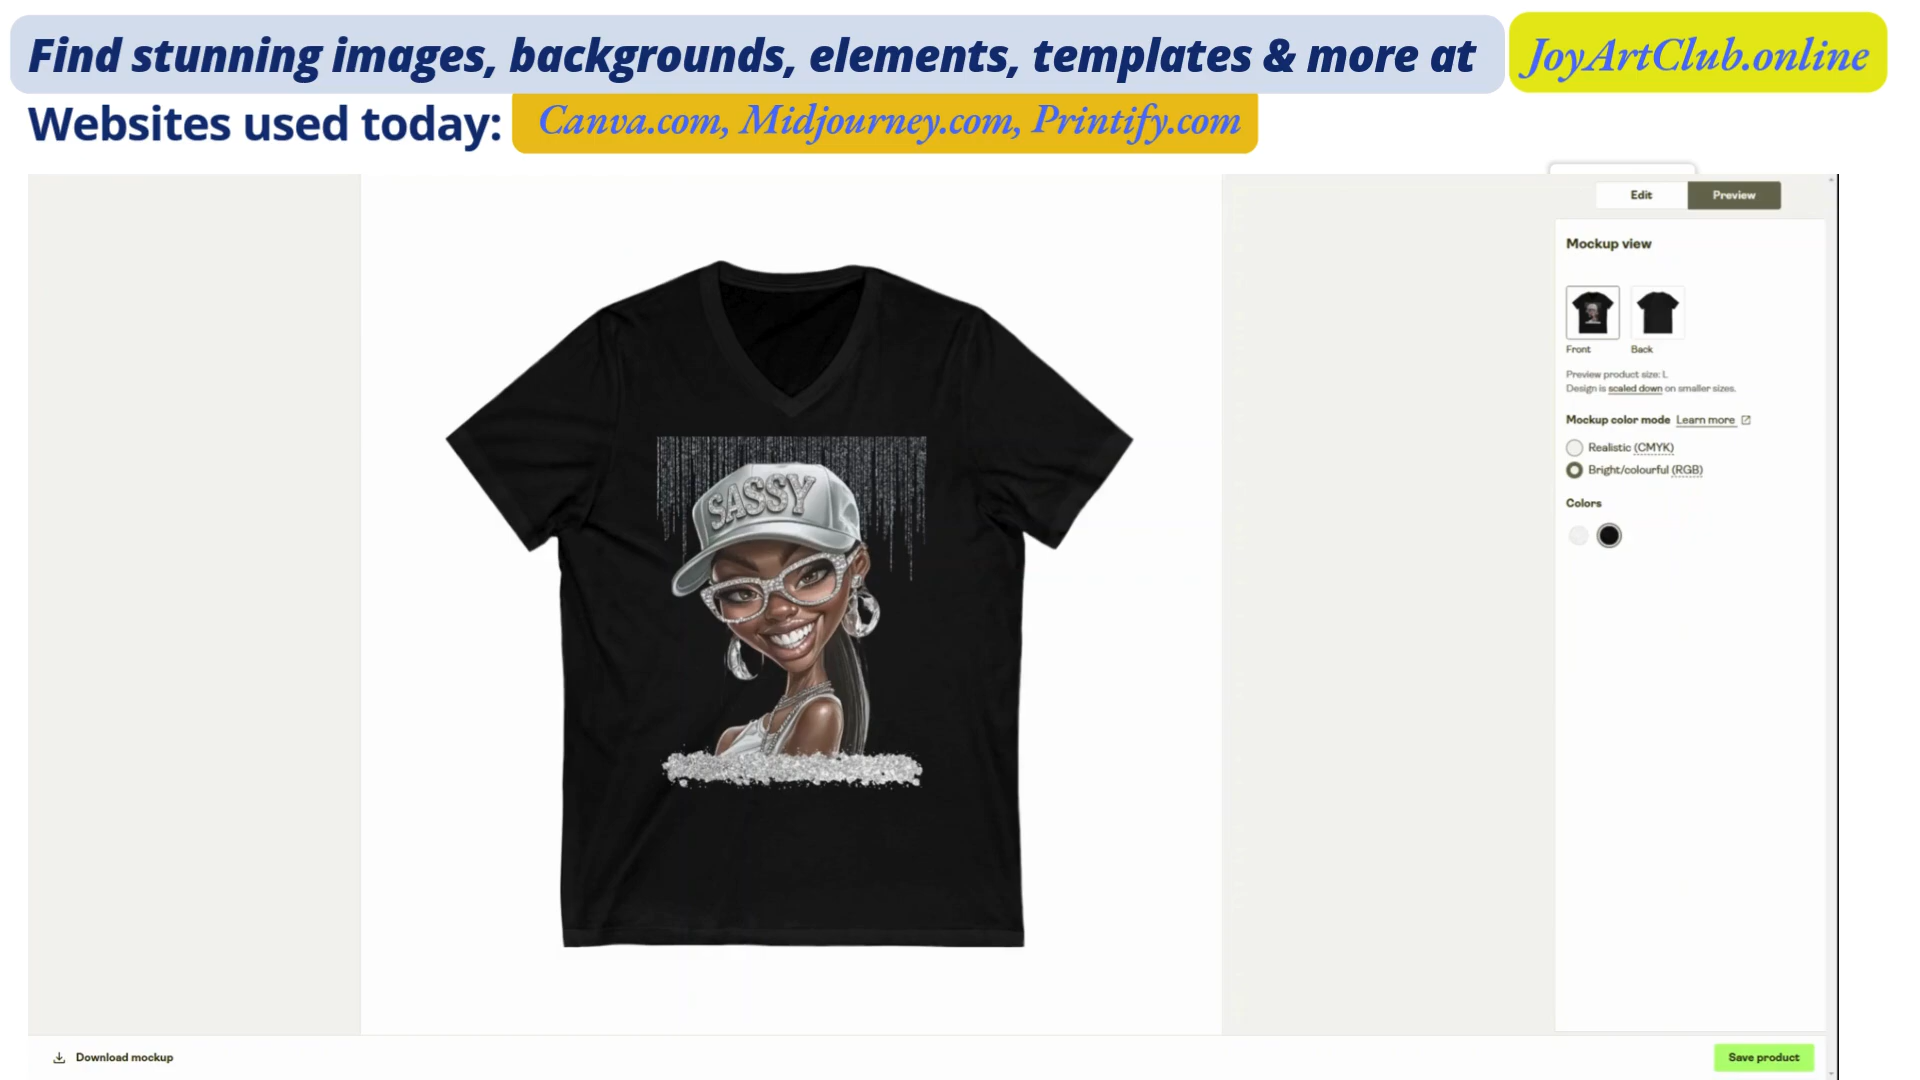 Find stunning images, backgrounds, elements, templates & more at JoyArtClub.online
Websites used today: Canva.com, Midjourney.com, Printify.com
Edit Preview
Mockup view
SASSY
Front Back
Preview product size: L
Design is scaled down on smaller sizes.
Mockup color mode Learn more
Realistic (CMYK)
Bright/colourful (RGB)
Colors
Download mockup
Save product